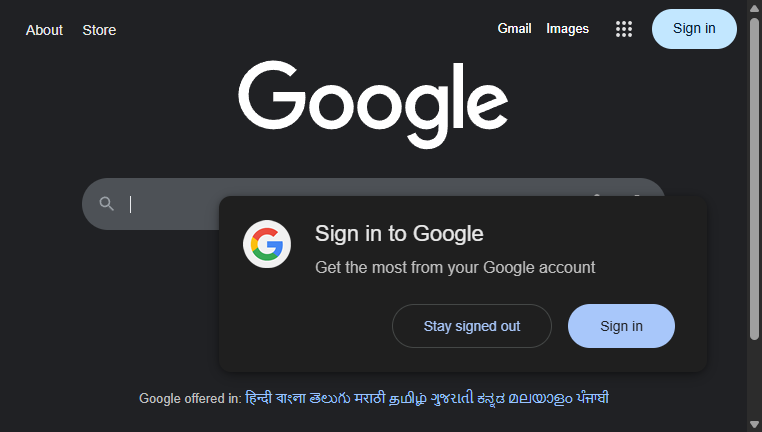 About Store Gmail Images Sign in
Google
Sign in to Google
Get the most from your Google account
Stay signed out Sign in
Google offered in: हिन्दी বাংলা తెలుగు मराठी தமிழ் ગુજરાતી ಕನ್ನಡ മലയാളം ਪੰਜਾਬੀ